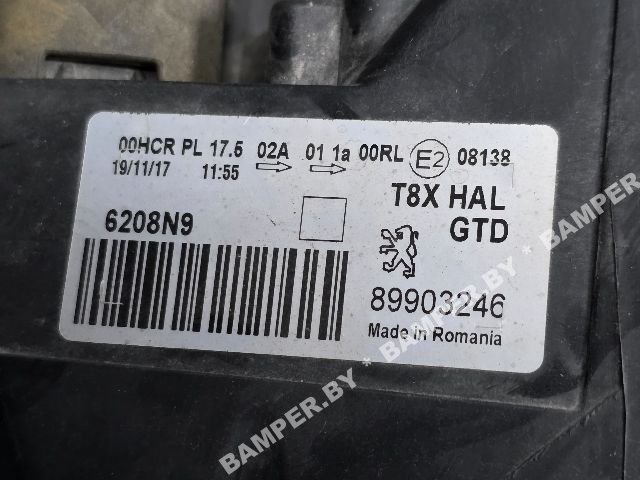 00HCR PL 17.5 02A 01 1a 00RL E2 08138
19/11/17 11:55
T8X HAL
6208N9
GTD
89903246
Made in Romania
BAMPER.BY * BAMPER.BY * BAMPER.BY